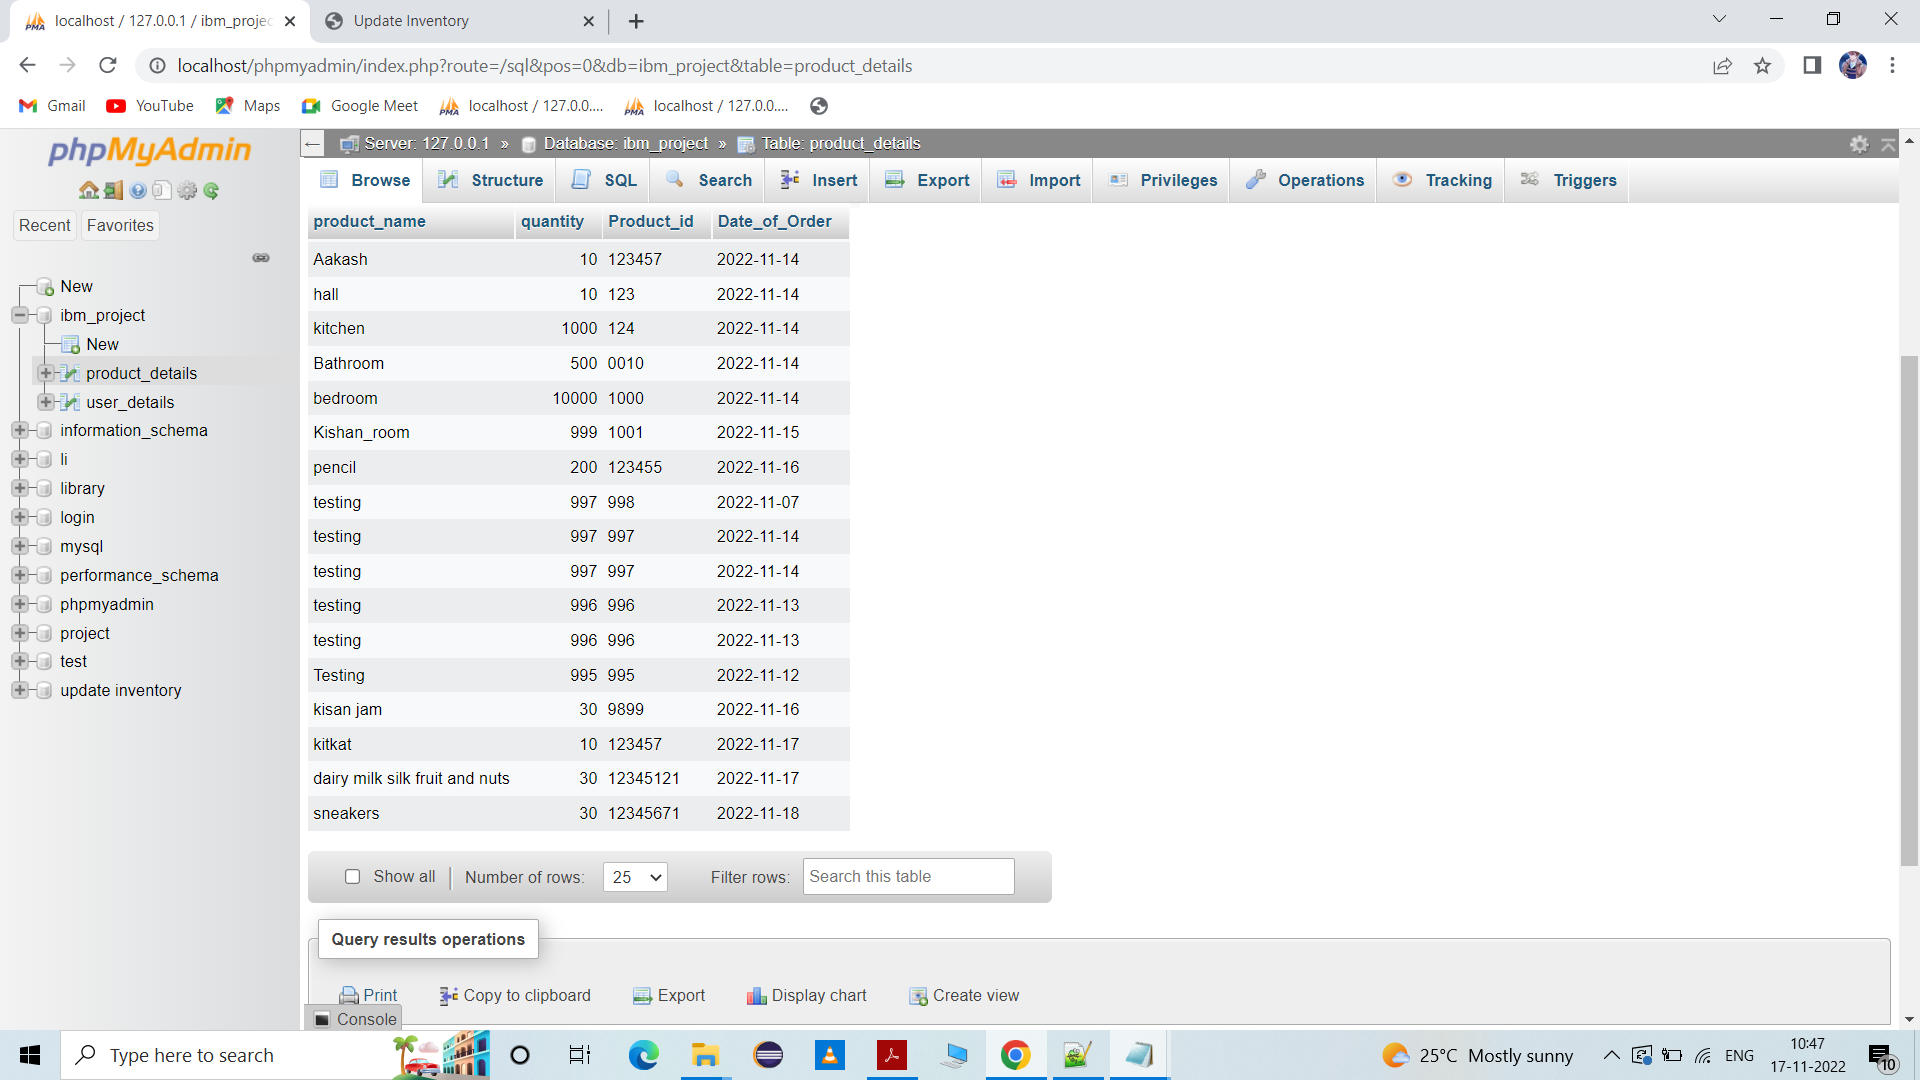 localhost / 127.0.0.1 / ibm_projec
Update Inventory
localhost/phpmyadmin/index.php?route=/sql&pos=0&db=ibm_project&table=product_details
Gmail YouTube Maps Google Meet localhost / 127.0.0.... localhost / 127.0.0....
phpMyAdmin
Recent Favorites
New
ibm_project
New
product_details
user_details
information_schema
li
library
login
mysql
performance_schema
phpmyadmin
project
test
update inventory
Server: 127.0.0.1 » Database: ibm_project » Table: product_details
Browse Structure SQL Search Insert Export Import Privileges Operations Tracking Triggers
product_name quantity Product_id Date_of_Order
Aakash 10 123457 2022-11-14
hall 10 123 2022-11-14
kitchen 1000 124 2022-11-14
Bathroom 500 0010 2022-11-14
bedroom 10000 1000 2022-11-14
Kishan_room 999 1001 2022-11-15
pencil 200 123455 2022-11-16
testing 997 998 2022-11-07
testing 997 997 2022-11-14
testing 997 997 2022-11-14
testing 996 996 2022-11-13
testing 996 996 2022-11-13
Testing 995 995 2022-11-12
kisan jam 30 9899 2022-11-16
kitkat 10 123457 2022-11-17
dairy milk silk fruit and nuts 30 12345121 2022-11-17
sneakers 30 12345671 2022-11-18
Show all Number of rows: 25 Filter rows: Search this table
Query results operations
Print Copy to clipboard Export Display chart Create view
Console
Type here to search
25°C Mostly sunny
ENG
10:47
17-11-2022
10